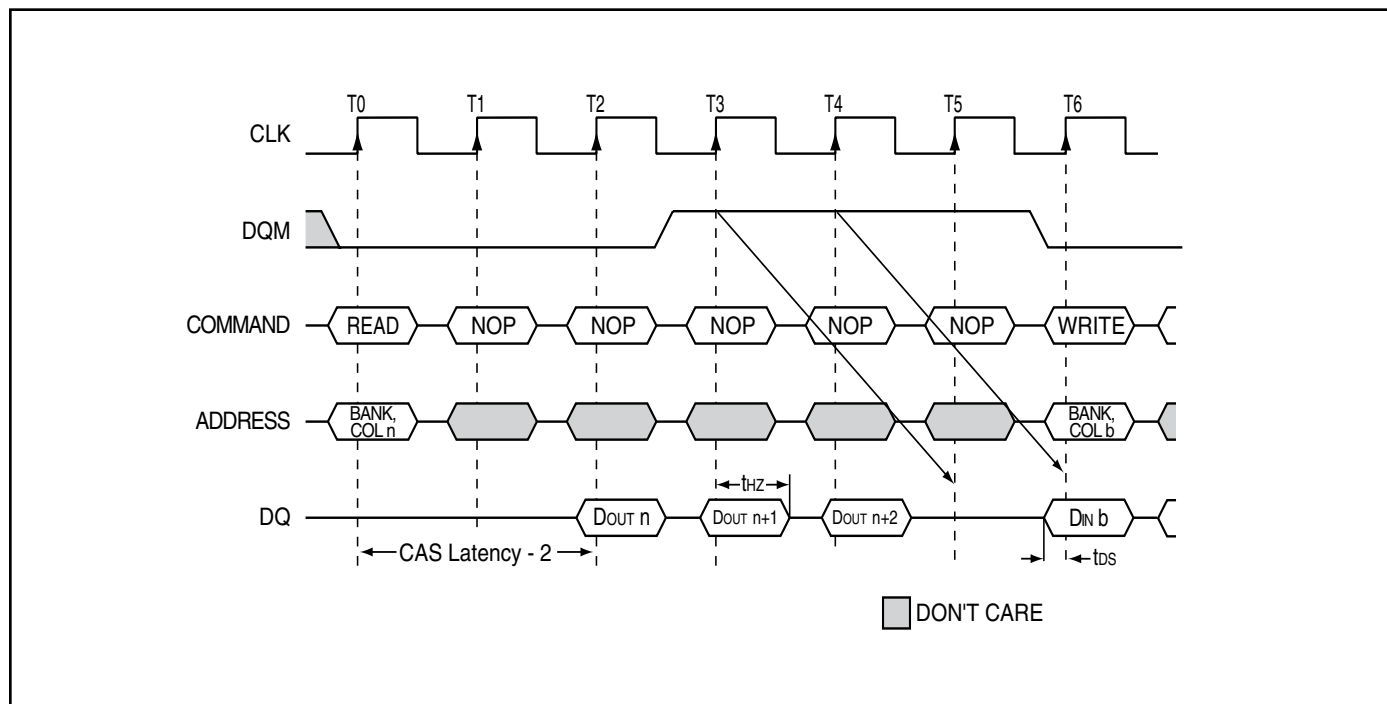 T0 T1 T2 T3 T4 T5 T6
CLK
DQM
COMMAND READ NOP NOP NOP NOP NOP WRITE
ADDRESS BANK, COL n BANK, COL b
tHZ
DQ DOUT n DOUT n+1 DOUT n+2 DIN b
CAS Latency - 2 tDS
DON'T CARE